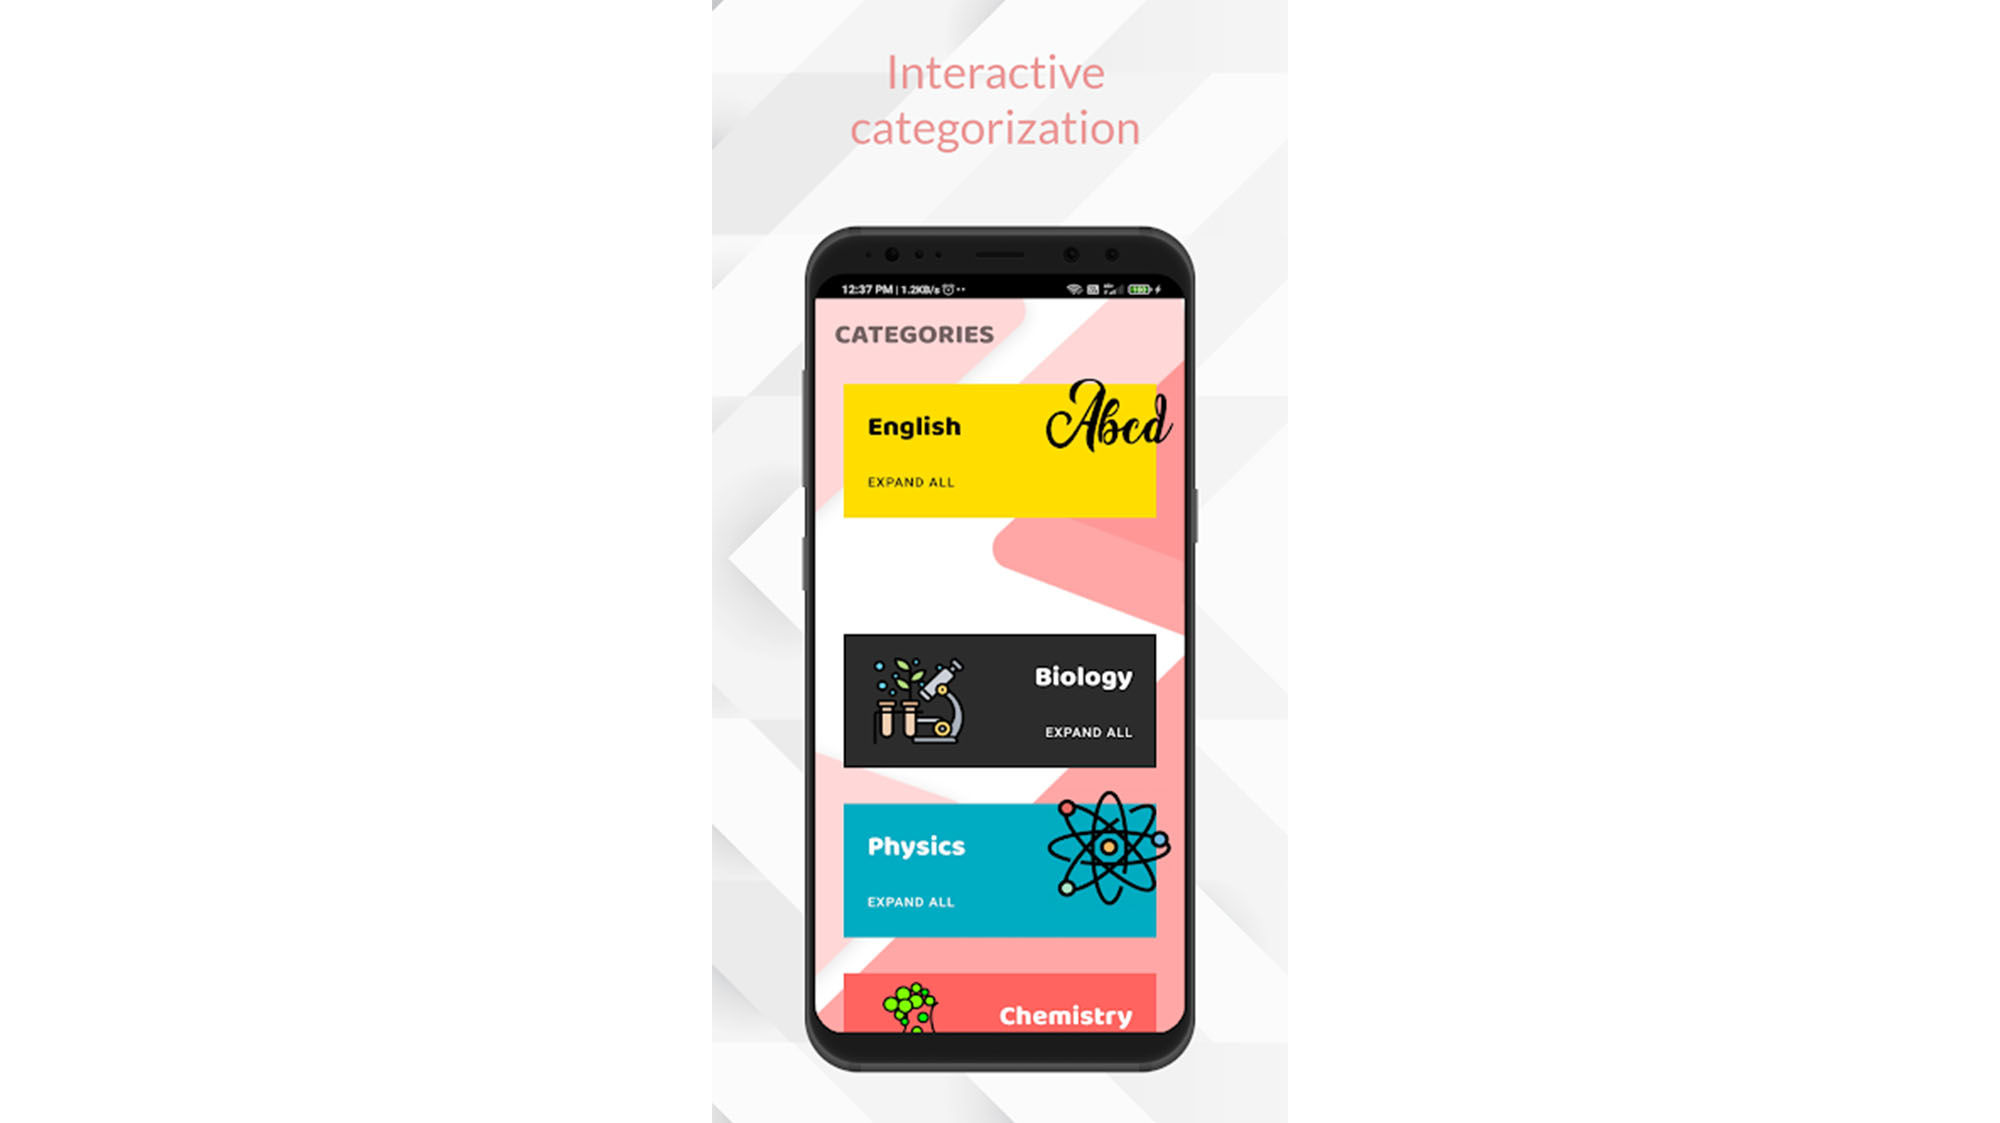 Interactive
categorization
12:37 PM | 1.2KB/s
CATEGORIES
English
Abcd
EXPAND ALL
Biology
EXPAND ALL
Physics
EXPAND ALL
Chemistry